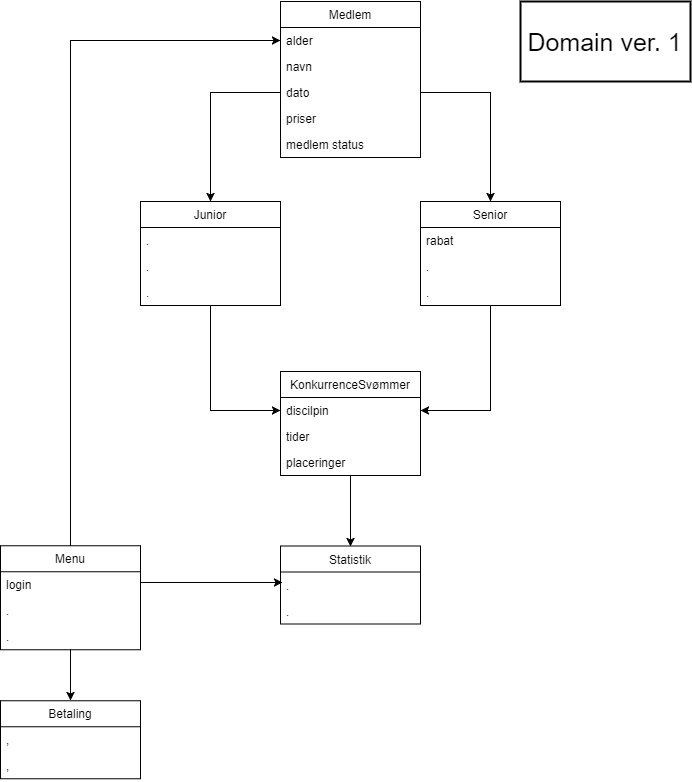 Medlem
alder
navn
dato
priser
medlem status
Domain ver. 1
Junior
.
.
.
Senior
rabat
.
.
KonkurrenceSvømmer
discilpin
tider
placeringer
Menu
login
.
.
Statistik
.
.
Betaling
,
,